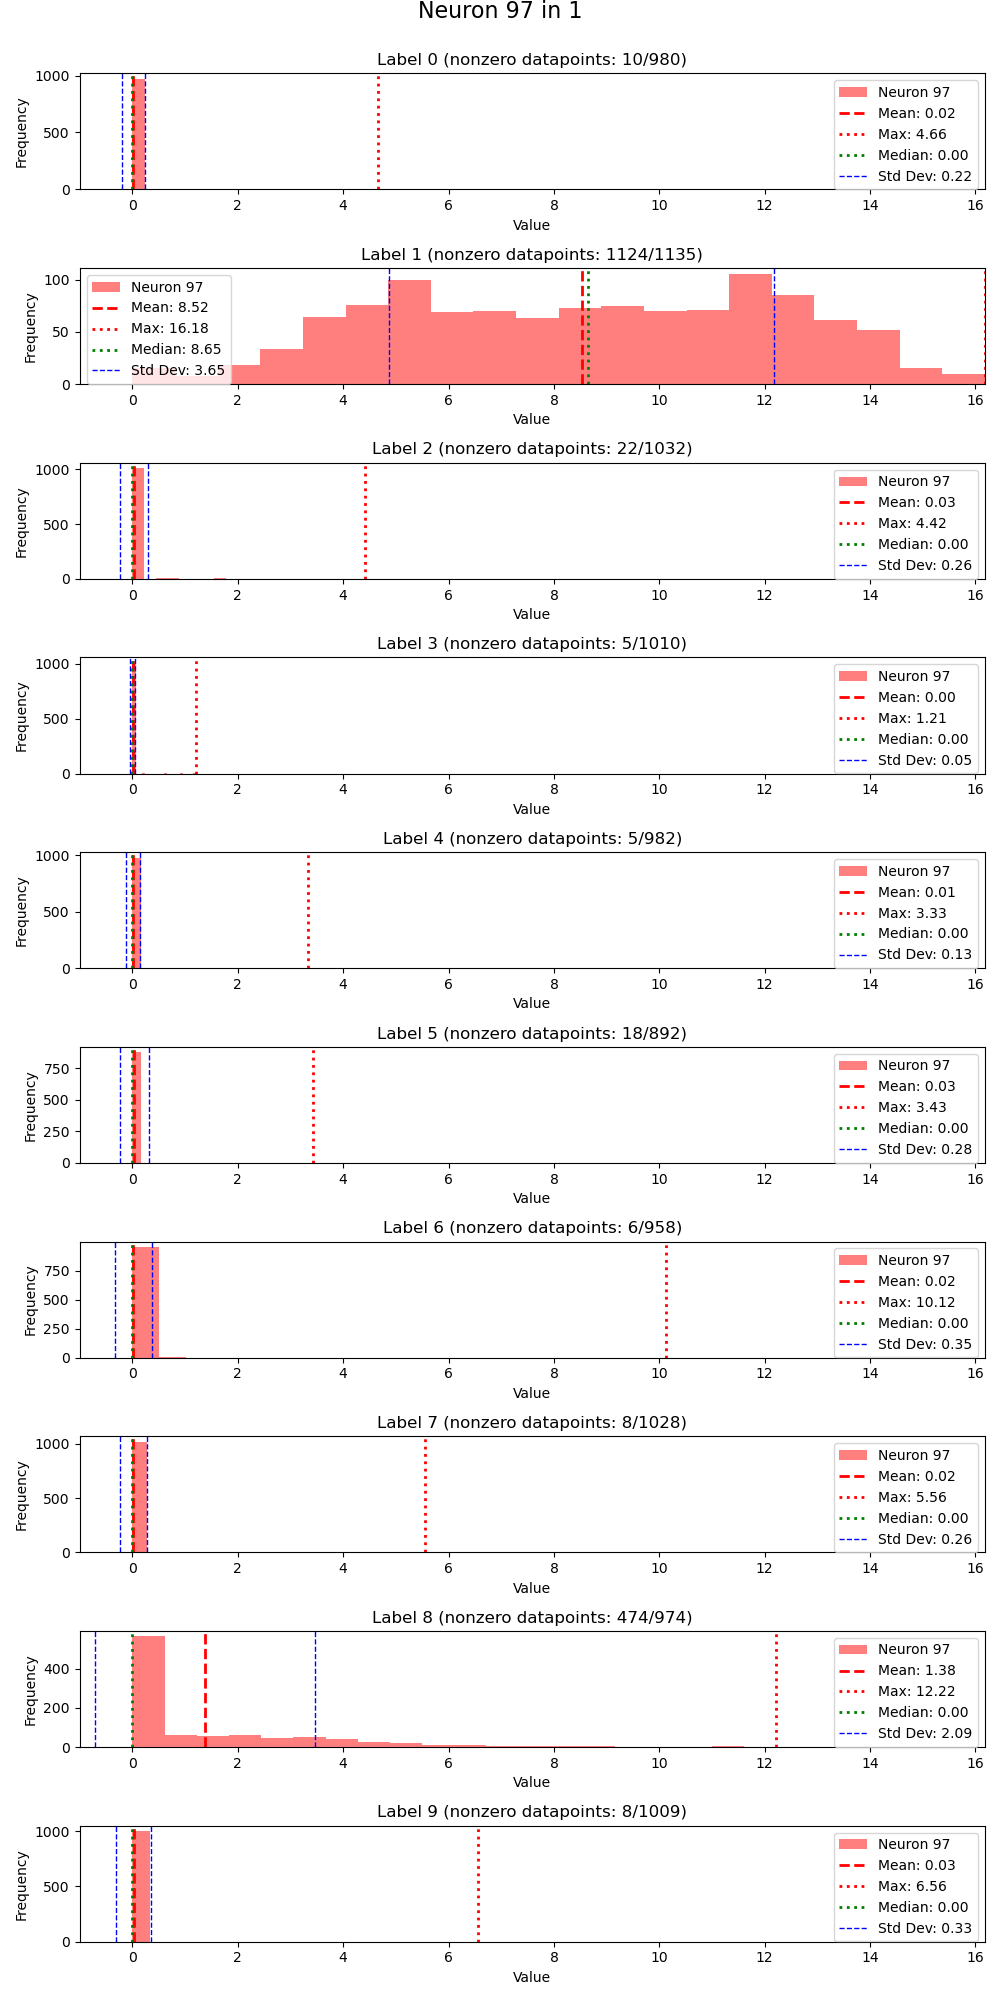 Neuron 97 in 1
Label 0 (nonzero datapoints: 10/980)
1000
500
0
Frequency
Neuron 97
Mean: 0.02
Max: 4.66
Median: 0.00
Std Dev: 0.22
0 2 4 6 8 10 12 14 16
Value
Label 1 (nonzero datapoints: 1124/1135)
100
50
0
Frequency
Neuron 97
Mean: 8.52
Max: 16.18
Median: 8.65
Std Dev: 3.65
0 2 4 6 8 10 12 14 16
Value
Label 2 (nonzero datapoints: 22/1032)
1000
500
0
Frequency
Neuron 97
Mean: 0.03
Max: 4.42
Median: 0.00
Std Dev: 0.26
0 2 4 6 8 10 12 14 16
Value
Label 3 (nonzero datapoints: 5/1010)
1000
500
0
Frequency
Neuron 97
Mean: 0.00
Max: 1.21
Median: 0.00
Std Dev: 0.05
0 2 4 6 8 10 12 14 16
Value
Label 4 (nonzero datapoints: 5/982)
1000
500
0
Frequency
Neuron 97
Mean: 0.01
Max: 3.33
Median: 0.00
Std Dev: 0.13
0 2 4 6 8 10 12 14 16
Value
Label 5 (nonzero datapoints: 18/892)
750
500
250
0
Frequency
Neuron 97
Mean: 0.03
Max: 3.43
Median: 0.00
Std Dev: 0.28
0 2 4 6 8 10 12 14 16
Value
Label 6 (nonzero datapoints: 6/958)
750
500
250
0
Frequency
Neuron 97
Mean: 0.02
Max: 10.12
Median: 0.00
Std Dev: 0.35
0 2 4 6 8 10 12 14 16
Value
Label 7 (nonzero datapoints: 8/1028)
1000
500
0
Frequency
Neuron 97
Mean: 0.02
Max: 5.56
Median: 0.00
Std Dev: 0.26
0 2 4 6 8 10 12 14 16
Value
Label 8 (nonzero datapoints: 474/974)
400
200
0
Frequency
Neuron 97
Mean: 1.38
Max: 12.22
Median: 0.00
Std Dev: 2.09
0 2 4 6 8 10 12 14 16
Value
Label 9 (nonzero datapoints: 8/1009)
1000
500
0
Frequency
Neuron 97
Mean: 0.03
Max: 6.56
Median: 0.00
Std Dev: 0.33
0 2 4 6 8 10 12 14 16
Value